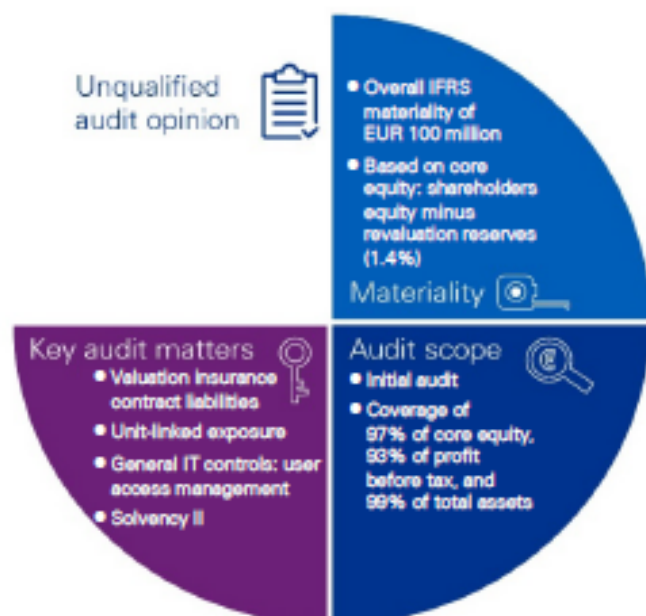 Unqualified
audit opinion
• Overall IFRS
materiality of
EUR 100 million
• Based on core
equity: shareholders
equity minus
revaluation reserves
(1.4%)
Materiality
Key audit matters
• Valuation insurance
contract liabilities
• Unit-linked exposure
• General IT controls: user
access management
• Solvency II
Audit scope
• Initial audit
• Coverage of
97% of core equity,
93% of profit
before tax, and
99% of total assets